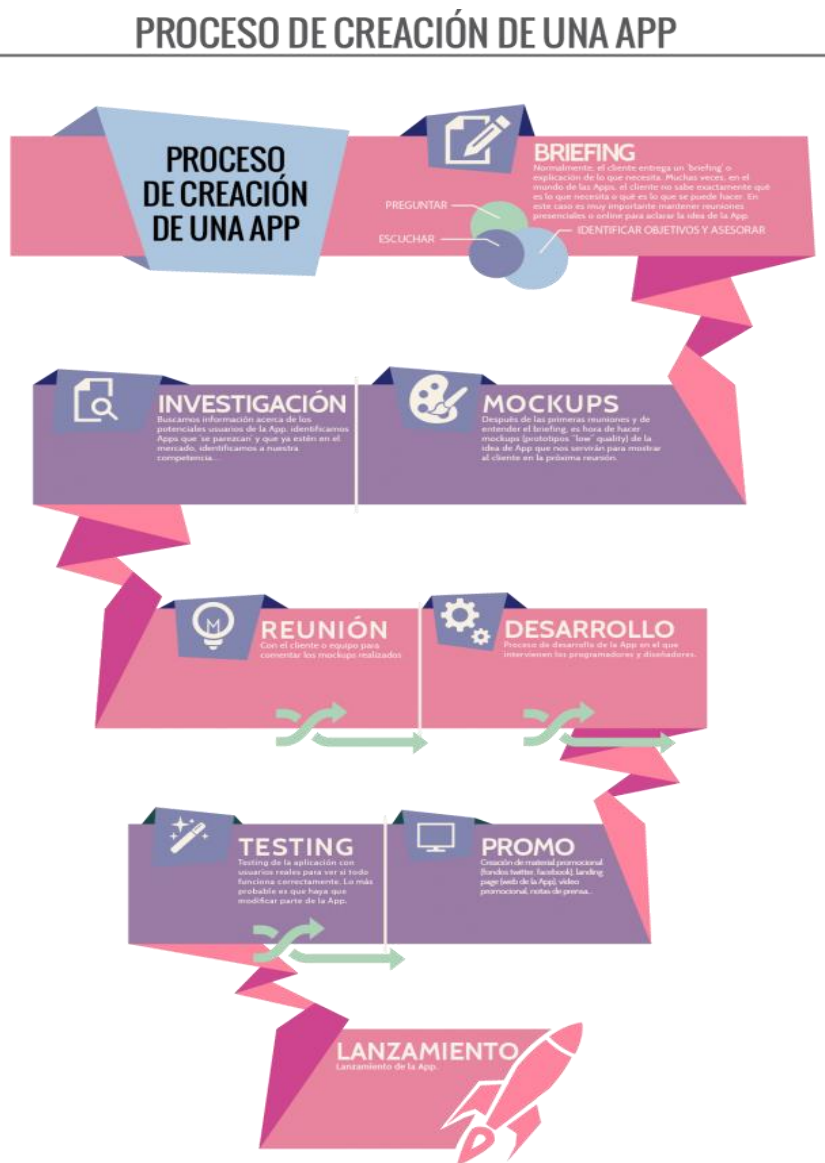 PROCESO DE CREACIÓN DE UNA APP
PROCESO
DE CREACIÓN
DE UNA APP
BRIEFING
Normalmente, el cliente entrega un 'briefing' o
explicación de lo que necesita. Muchas veces, en el
mundo de las Apps, el cliente no sabe exactamente qué
es lo que necesita o qué es lo que se puede hacer. En
este caso es muy importante mantener reuniones
presenciales o online para aclarar la idea de la App.
PREGUNTAR
ESCUCHAR
IDENTIFICAR OBJETIVOS Y ASESORAR
INVESTIGACIÓN
Buscamos información acerca de los
potenciales usuarios de la App, identificamos
Apps que 'se parezcan' y que ya estén en el
mercado, identificamos a nuestra
competencia...
MOCKUPS
Después de las primeras reuniones y de
entender el briefing, es hora de hacer
mockups (prototipos "low" quality) de la
idea de App que nos servirán para mostrar
al cliente en la próxima reunión.
M
REUNIÓN
Con el cliente o equipo para
comentar los mockups realizados
DESARROLLO
Proceso de desarrollo de la App en el que
intervienen los programadores y diseñadores.
TESTING
Testing de la aplicación con
usuarios reales para ver si todo
funciona correctamente. Lo más
probable es que haya que
modificar parte de la App.
PROMO
Creación de material promocional
(fondos twitter, facebook), landing
page (web de la App), vídeo
promocional, notas de prensa...
LANZAMIENTO
Lanzamiento de la App.